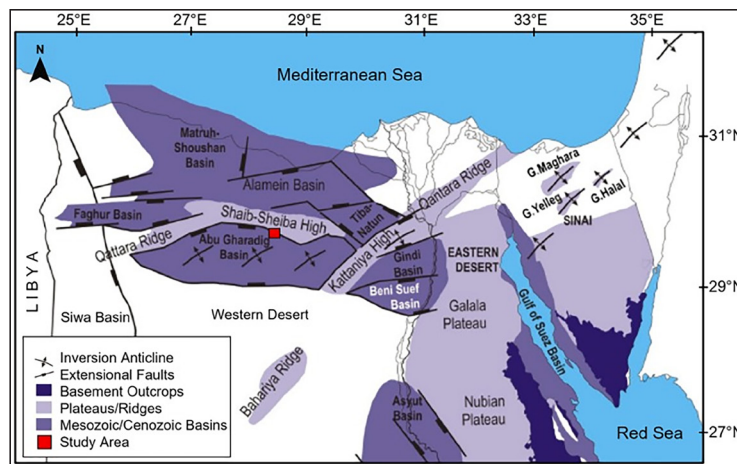 25°E
27°E
29°E
31°E
33°E
35°E
N
Mediterranean Sea
Matruh-
Shoushan
Basin
31°N
Alamein Basin
Qantara Ridge
G.Maghara
G.Yelleg
G.Halal
SINAI
Tiba-
Natun
Faghur Basin
Shaib-Sheiba High
Qattara Ridge
Abu Gharadig
Basin
Kattaniya High
Gindi
Basin
EASTERN
DESERT
Beni Suef
Basin
29°N
LIBYA
Siwa Basin
Western Desert
Galala
Plateau
Gulf of Suez Basin
Bahariya Ridge
Asyut
Basin
Nubian
Plateau
Red Sea
27°N
Inversion Anticline
Extensional Faults
Basement Outcrops
Plateaus/Ridges
Mesozoic/Cenozoic Basins
Study Area